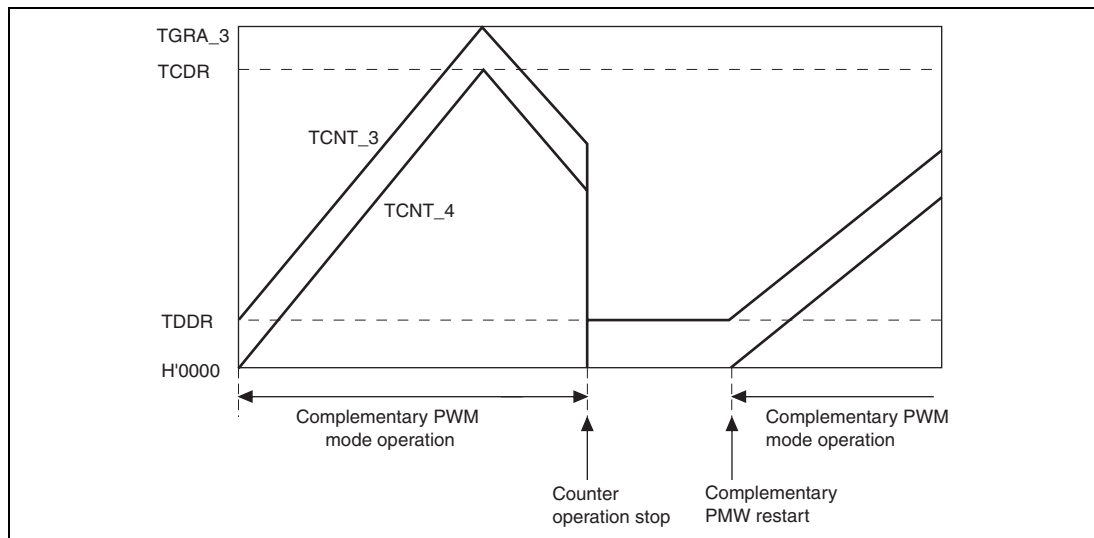 TGRA_3
TCDR
TCNT_3
TCNT_4
TDDR
H'0000
Complementary PWM
mode operation
Complementary PWM
mode operation
Counter
operation stop
Complementary
PMW restart